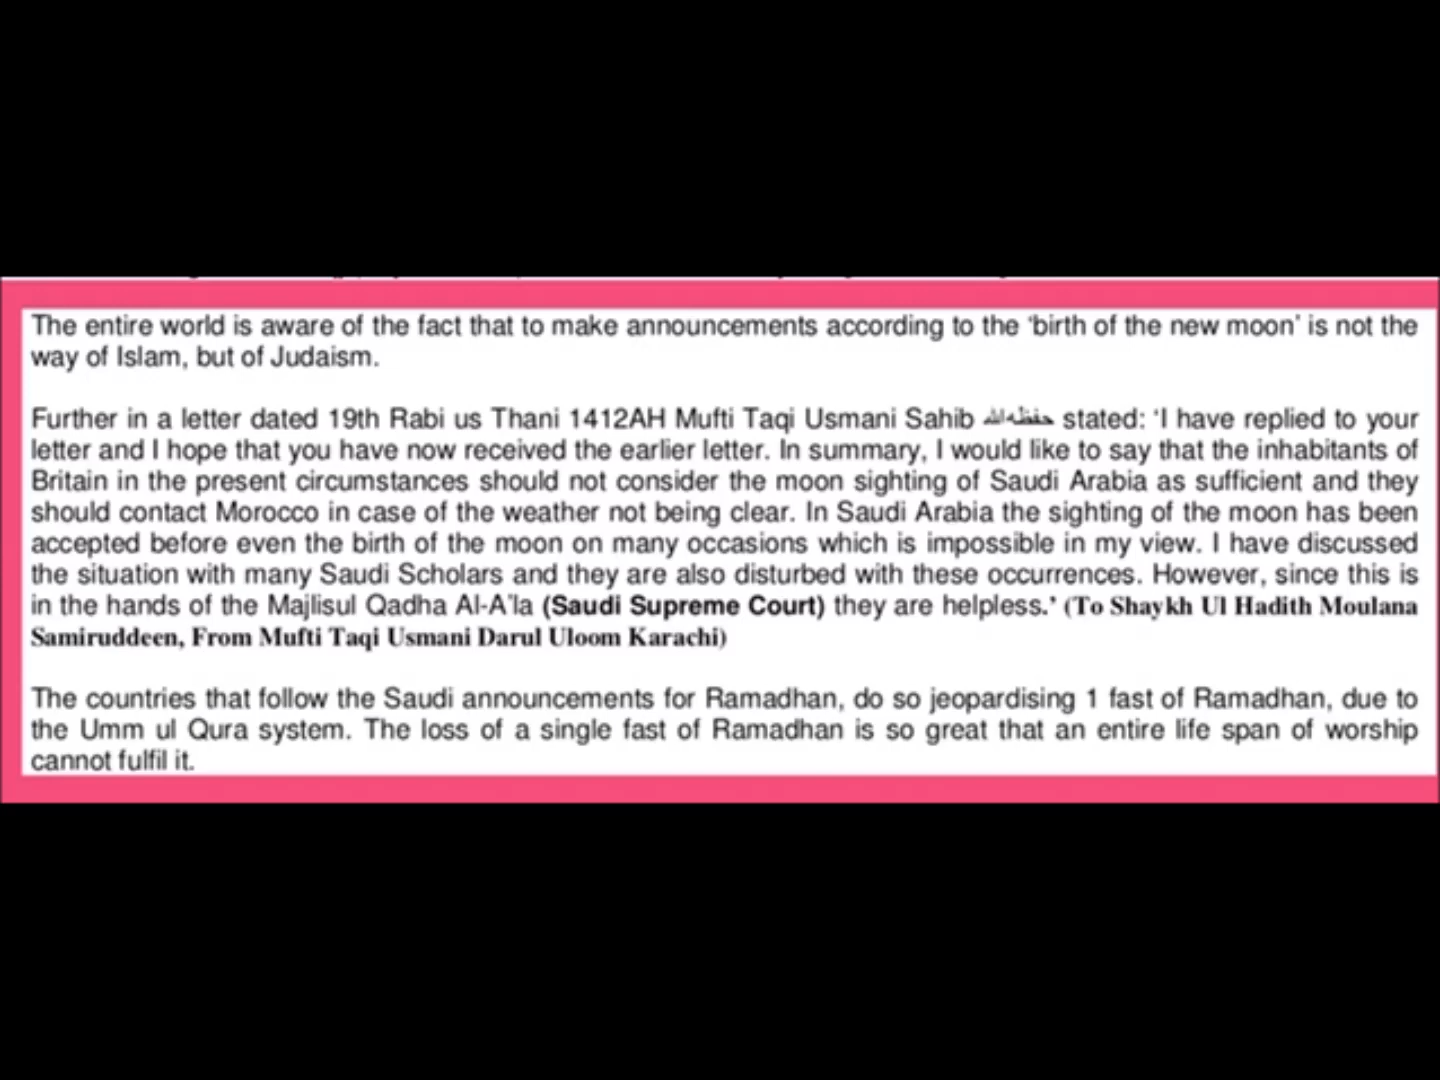 The entire world is aware of the fact that to make announcements according to the ‘birth of the new moon’ is not the
way of Islam, but of Judaism.
Further in a letter dated 19th Rabi us Thani 1412AH Mufti Taqi Usmani Sahib حفظه الله stated: ‘I have replied to your
letter and I hope that you have now received the earlier letter. In summary, I would like to say that the inhabitants of
Britain in the present circumstances should not consider the moon sighting of Saudi Arabia as sufficient and they
should contact Morocco in case of the weather not being clear. In Saudi Arabia the sighting of the moon has been
accepted before even the birth of the moon on many occasions which is impossible in my view. I have discussed
the situation with many Saudi Scholars and they are also disturbed with these occurrences. However, since this is
in the hands of the Majlisul Qadha Al-A’la (Saudi Supreme Court) they are helpless.’ (To Shaykh Ul Hadith Moulana
Samiruddeen, From Mufti Taqi Usmani Darul Uloom Karachi)
The countries that follow the Saudi announcements for Ramadhan, do so jeopardising 1 fast of Ramadhan, due to
the Umm ul Qura system. The loss of a single fast of Ramadhan is so great that an entire life span of worship
cannot fulfil it.